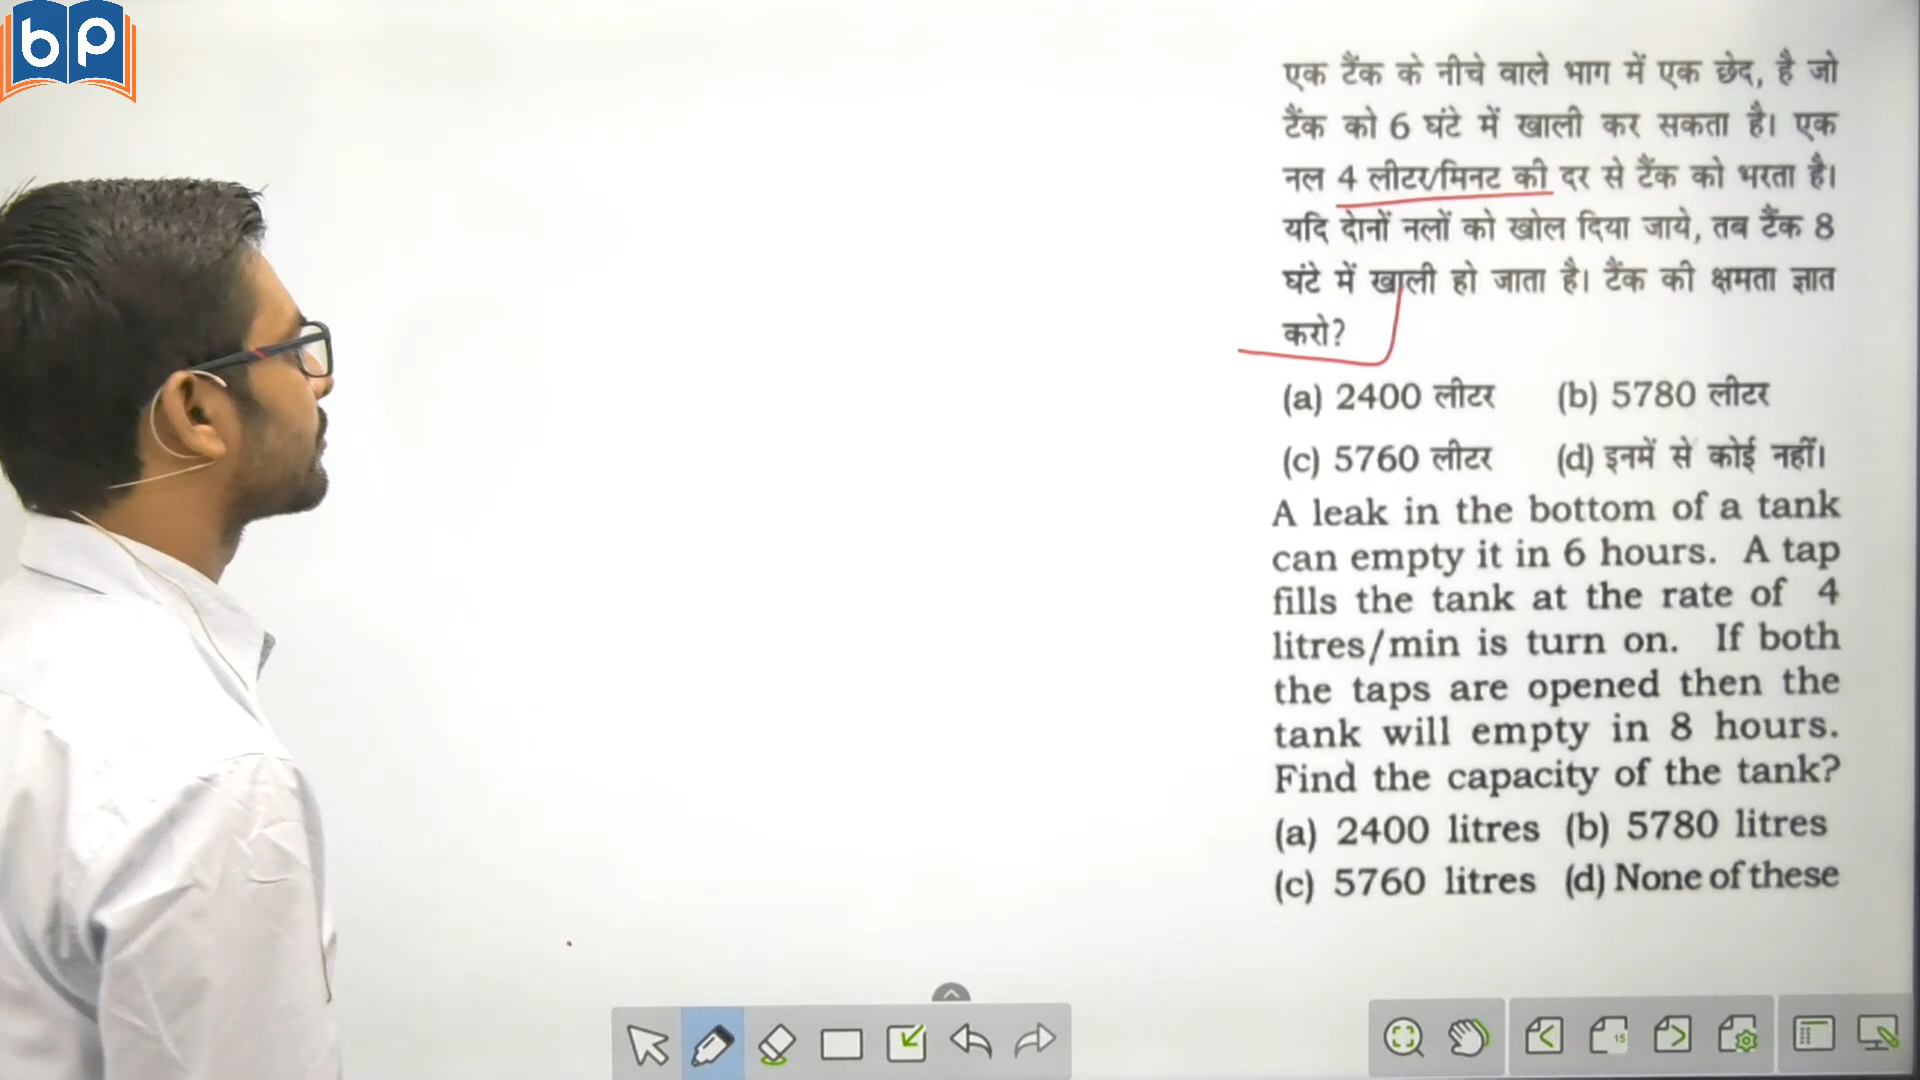 bp
एक टैंक के नीचे वाले भाग में एक छेद, है जो
टैंक को 6 घंटे में खाली कर सकता है। एक
नल 4 लीटर/मिनट की दर से टैंक को भरता है।
यदि दोनों नलों को खोल दिया जाये, तब टैंक 8
घंटे में खाली हो जाता है। टैंक की क्षमता ज्ञात
करो?
(a) 2400 लीटर (b) 5780 लीटर
(c) 5760 लीटर (d) इनमें से कोई नहीं।
A leak in the bottom of a tank
can empty it in 6 hours. A tap
fills the tank at the rate of 4
litres/min is turn on. If both
the taps are opened then the
tank will empty in 8 hours.
Find the capacity of the tank?
(a) 2400 litres (b) 5780 litres
(c) 5760 litres (d) None of these
15